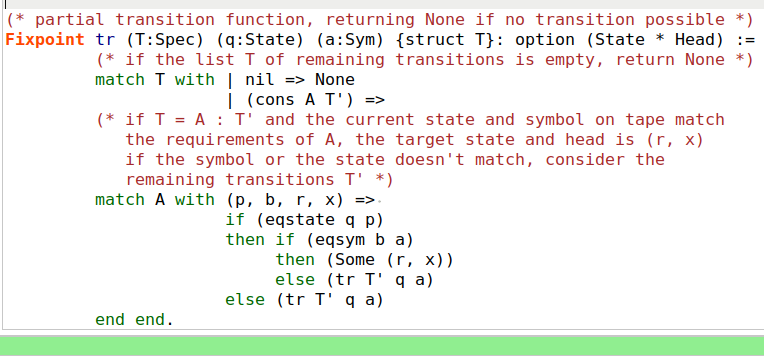 (* partial transition function, returning None if no transition possible *)
Fixpoint tr (T:Spec) (q:State) (a:Sym) {struct T}: option (State * Head) :=
(* if the list T of remaining transitions is empty, return None *)
match T with | nil => None
| (cons A T') =>
(* if T = A : T' and the current state and symbol on tape match
the requirements of A, the target state and head is (r, x)
if the symbol or the state doesn't match, consider the
remaining transitions T' *)
match A with (p, b, r, x) =>
if (eqstate q p)
then if (eqsym b a)
then (Some (r, x))
else (tr T' q a)
else (tr T' q a)
end end.